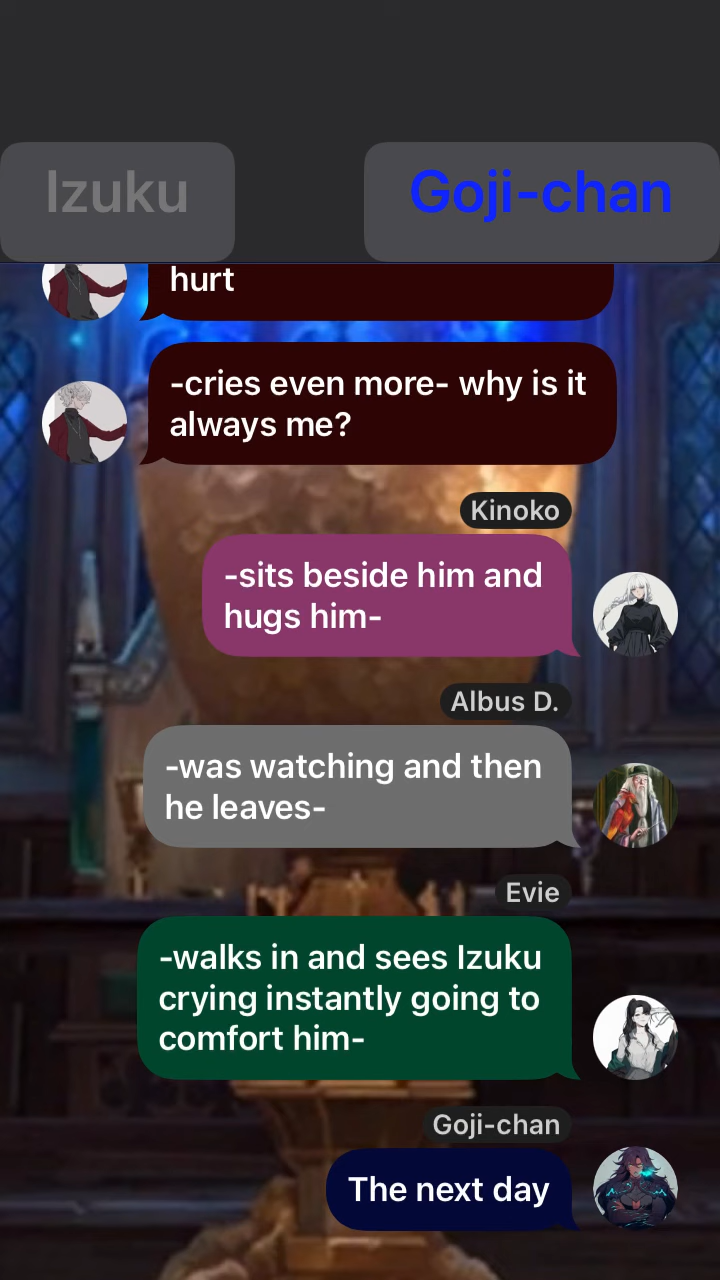 Izuku
Goji-chan
hurt
-cries even more- why is it
always me?
Kinoko
-sits beside him and
hugs him-
Albus D.
-was watching and then
he leaves-
Evie
-walks in and sees Izuku
crying instantly going to
comfort him-
Goji-chan
The next day